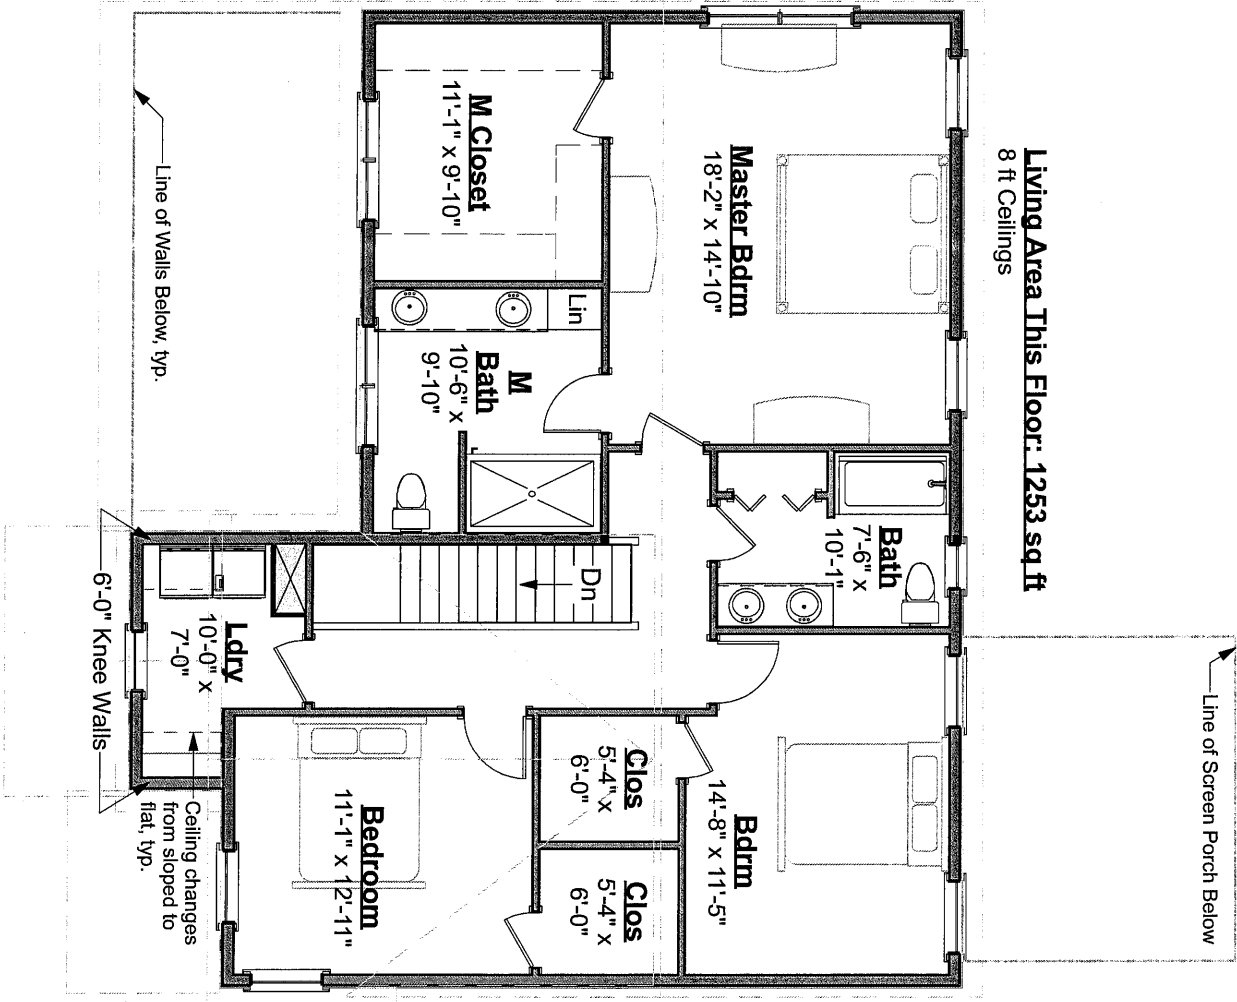 Living Area This Floor: 1253 sq ft
8 ft Ceilings
Line of Screen Porch Below
Master Bdrm
18'-2" x 14'-10"
Bath
7'-6" x
10'-1"
Bdrm
14'-8" x 11'-5"
M Closet
11'-1" x 9'-10"
Lin
M
Bath
10'-6" x
9'-10"
Dn
Clos
5'-4" x
6'-0"
Clos
5'-4" x
6'-0"
Bedroom
11'-1" x 12'-11"
Ldry
10'-0" x
7'-0"
Line of Walls Below, typ.
6'-0" Knee Walls
Ceiling changes
from sloped to
flat, typ.